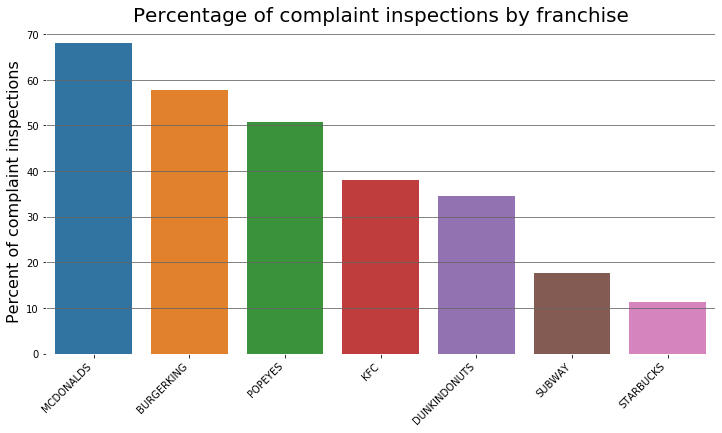 Percentage of complaint inspections by franchise
Percent of complaint inspections
70
60
50
40
30
20
10
0
MCDONALDS
BURGERKING
POPEYES
KFC
DUNKINDONUTS
SUBWAY
STARBUCKS